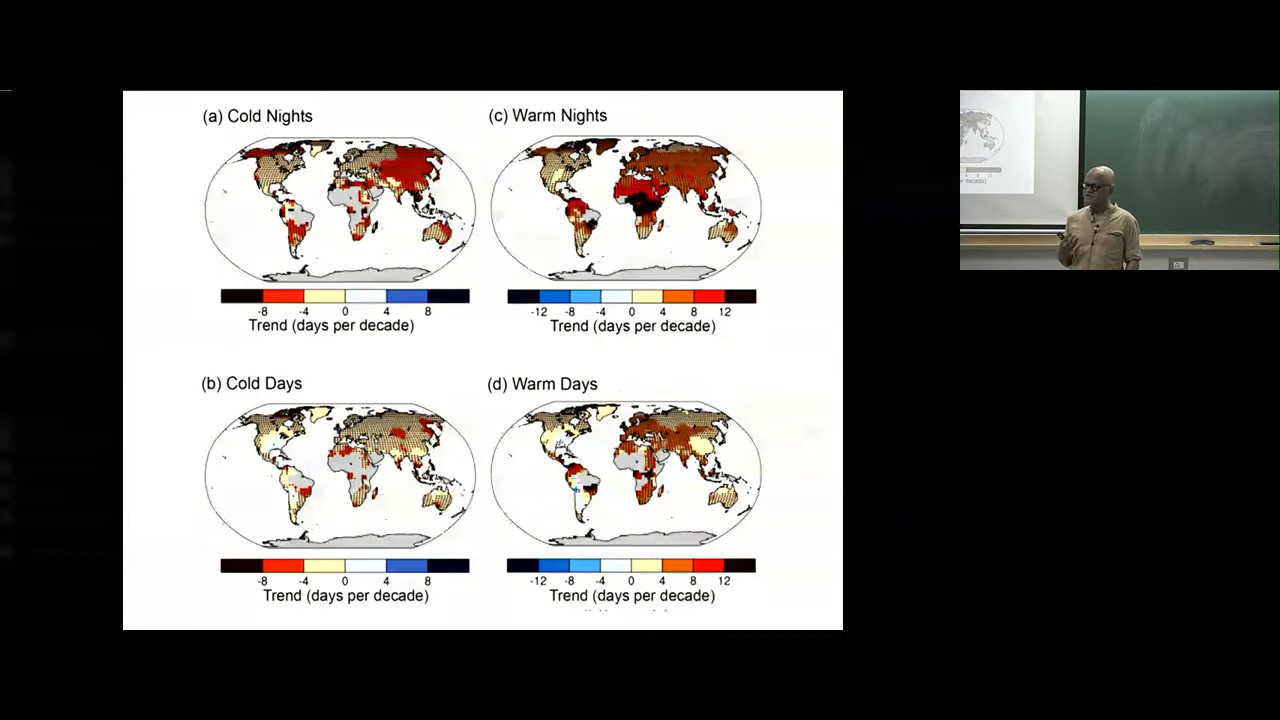 (a) Cold Nights
-8 -4 0 4 8
Trend (days per decade)
(c) Warm Nights
-12 -8 -4 0 4 8 12
Trend (days per decade)
(b) Cold Days
-8 -4 0 4 8
Trend (days per decade)
(d) Warm Days
-12 -8 -4 0 4 8 12
Trend (days per decade)